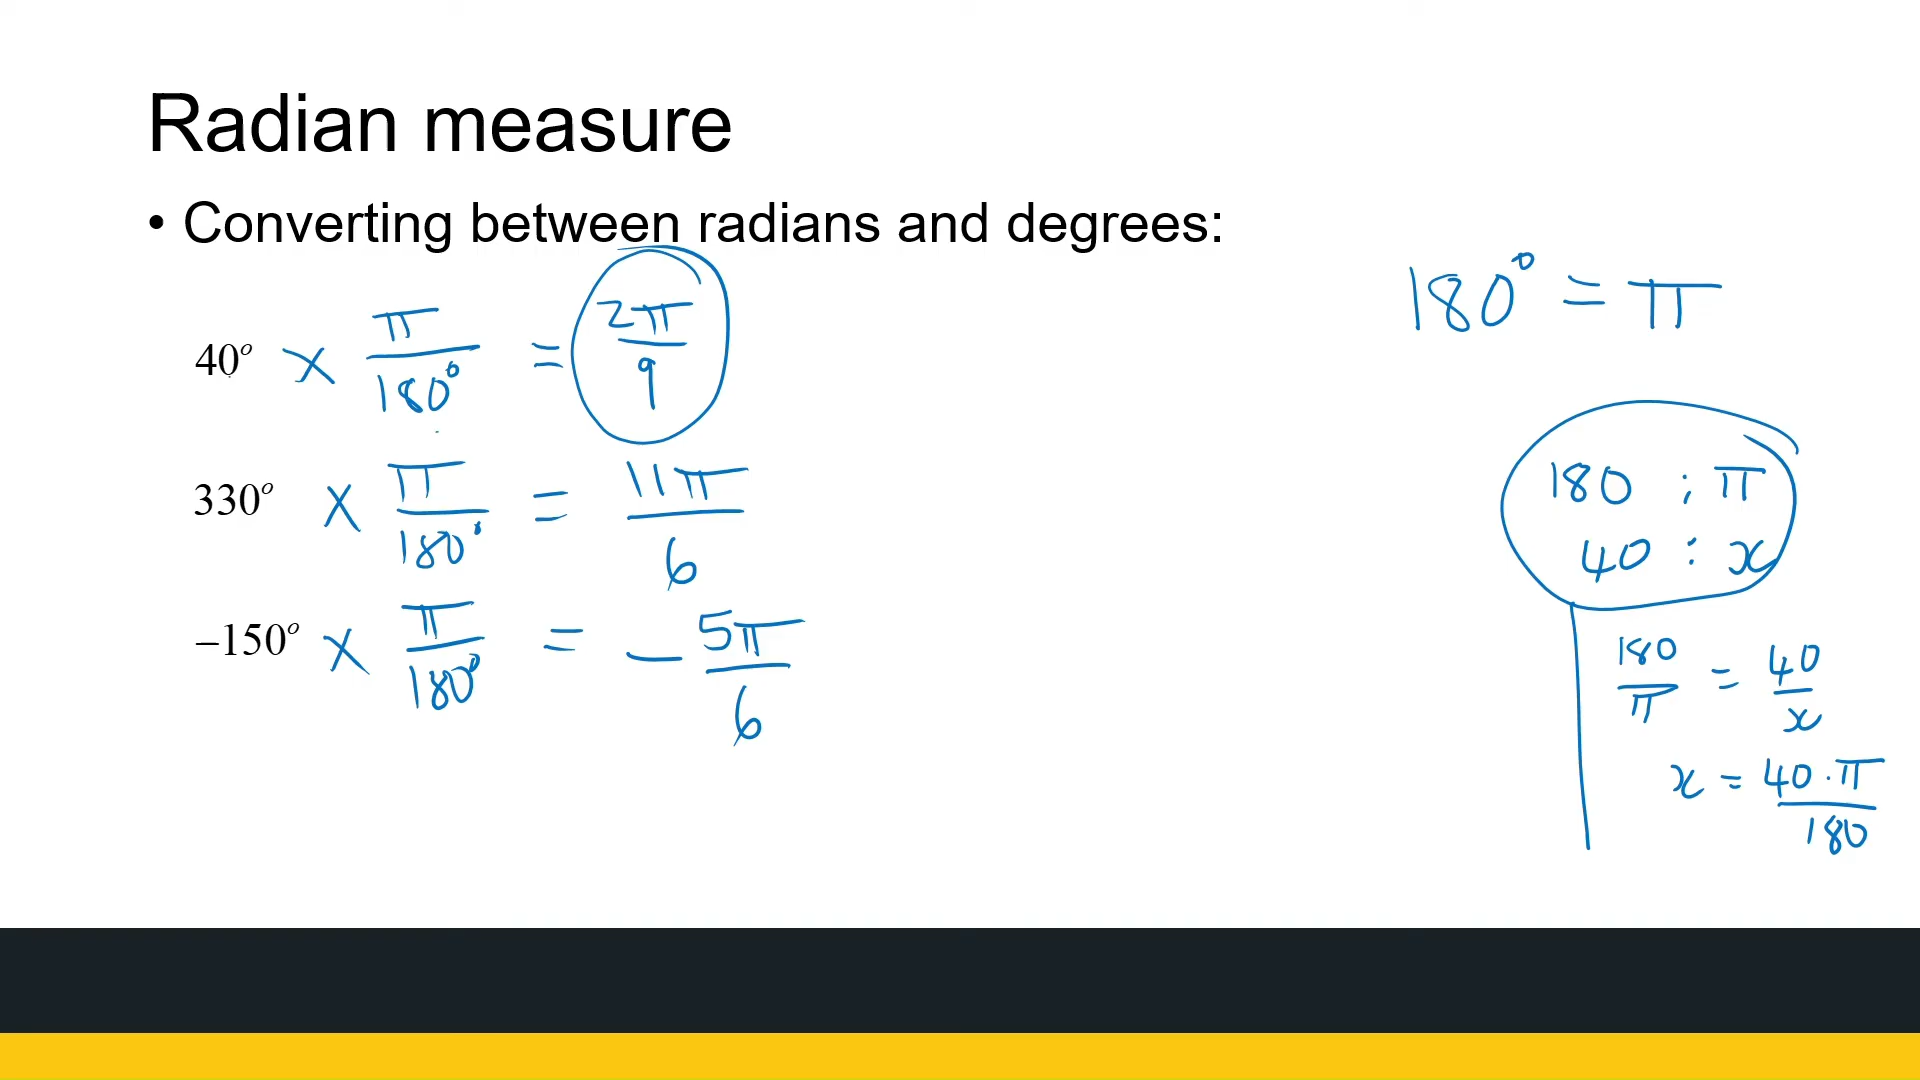 Radian measure
• Converting between radians and degrees:
180° = π
40° × π/180° = 2π/9
330° × π/180° = 11π/6
–150° × π/180° = – 5π/6
180 : π
40 : x
180/π = 40/x
x = 40·π/180